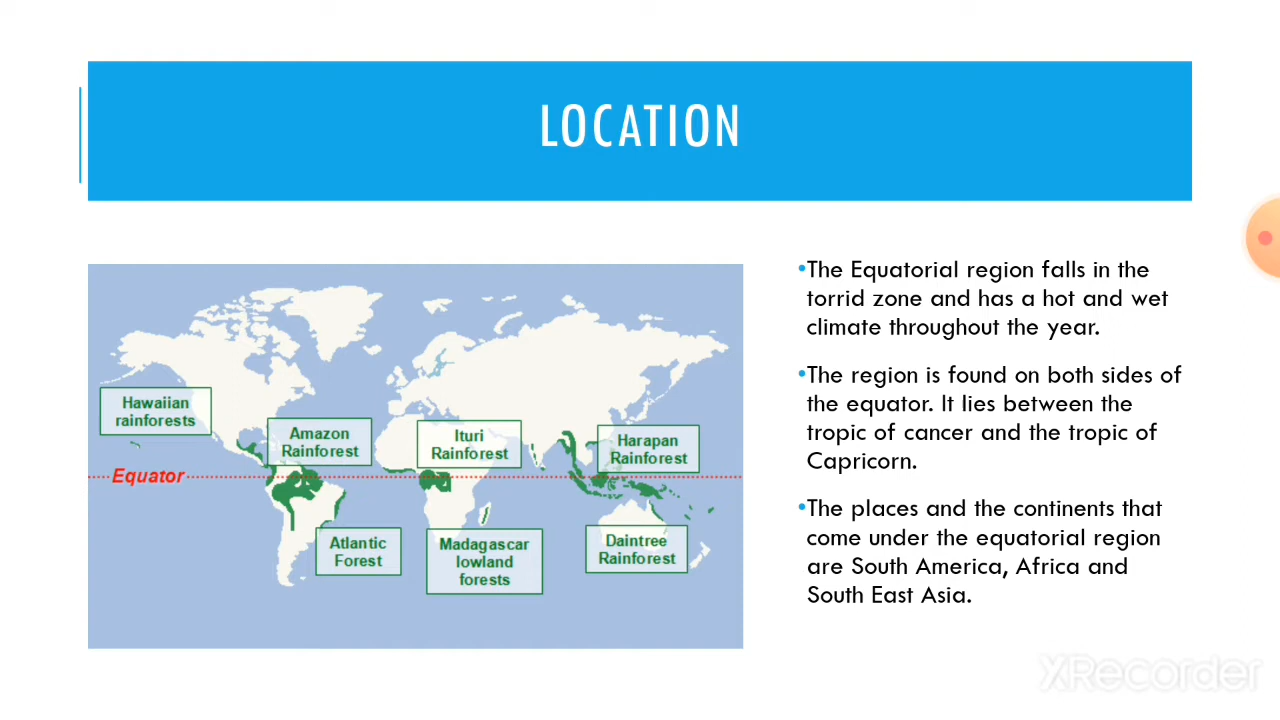 LOCATION
Hawaiian
rainforests
Amazon
Rainforest
Ituri
Rainforest
Harapan
Rainforest
Equator
Atlantic
Forest
Madagascar
lowland
forests
Daintree
Rainforest
•The Equatorial region falls in the
torrid zone and has a hot and wet
climate throughout the year.
•The region is found on both sides of
the equator. It lies between the
tropic of cancer and the tropic of
Capricorn.
•The places and the continents that
come under the equatorial region
are South America, Africa and
South East Asia.
XRecorder